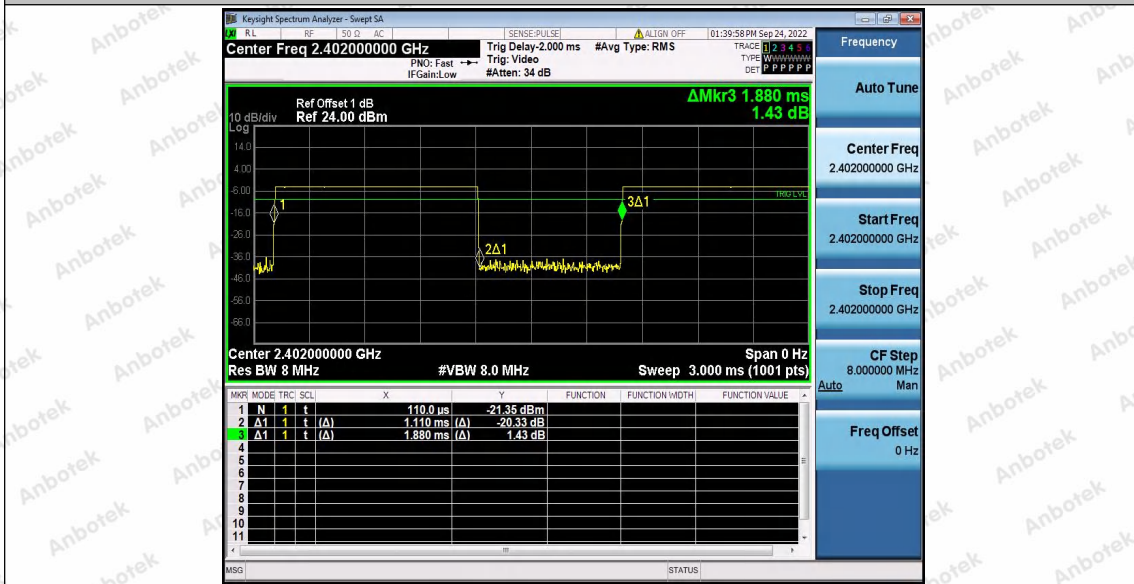 Keysight Spectrum Analyzer - Swept SA
LXI RL RF 50 Ω AC SENSE:PULSE ALIGN OFF 01:39:58 PM Sep 24, 2022
Center Freq 2.402000000 GHz
PNO: Fast
IFGain:Low
Trig Delay-2.000 ms
Trig: Video
#Atten: 34 dB
#Avg Type: RMS
TRACE 1 2 3 4 5 6
TYPE WWWWWW
DET P P P P P P
Frequency
Auto Tune
Center Freq
2.402000000 GHz
Start Freq
2.402000000 GHz
Stop Freq
2.402000000 GHz
CF Step
8.000000 MHz
Auto Man
Freq Offset
0 Hz
ΔMkr3 1.880 ms
1.43 dB
Ref Offset 1 dB
10 dB/div Ref 24.00 dBm
Log
14.0
4.00
-6.00
-16.0
-26.0
-36.0
-46.0
-56.0
-66.0
TRIG LVL
1
2Δ1
3Δ1
Center 2.402000000 GHz Span 0 Hz
Res BW 8 MHz #VBW 8.0 MHz Sweep 3.000 ms (1001 pts)
MKR MODE TRC SCL X Y FUNCTION FUNCTION WIDTH FUNCTION VALUE
1 N 1 t 110.0 µs -21.35 dBm
2 Δ1 1 t (Δ) 1.110 ms (Δ) -20.33 dB
3 Δ1 1 t (Δ) 1.880 ms (Δ) 1.43 dB
4
5
6
7
8
9
10
11
MSG STATUS
Anbotek